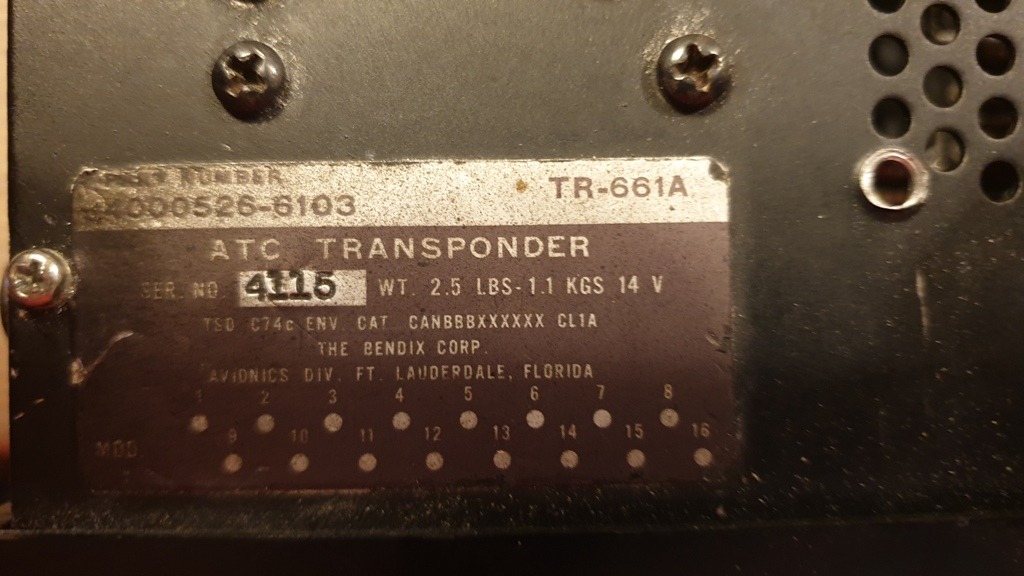 NUMBER
4000526-6103
TR-661A
ATC TRANSPONDER
SER. NO 4115 WT. 2.5 LBS-1.1 KGS 14 V
TSO C74c ENV. CAT. CANBBBXXXXXX CL1A
THE BENDIX CORP.
AVIONICS DIV. FT. LAUDERDALE, FLORIDA
1 2 3 4 5 6 7 8
MOD. 9 10 11 12 13 14 15 16